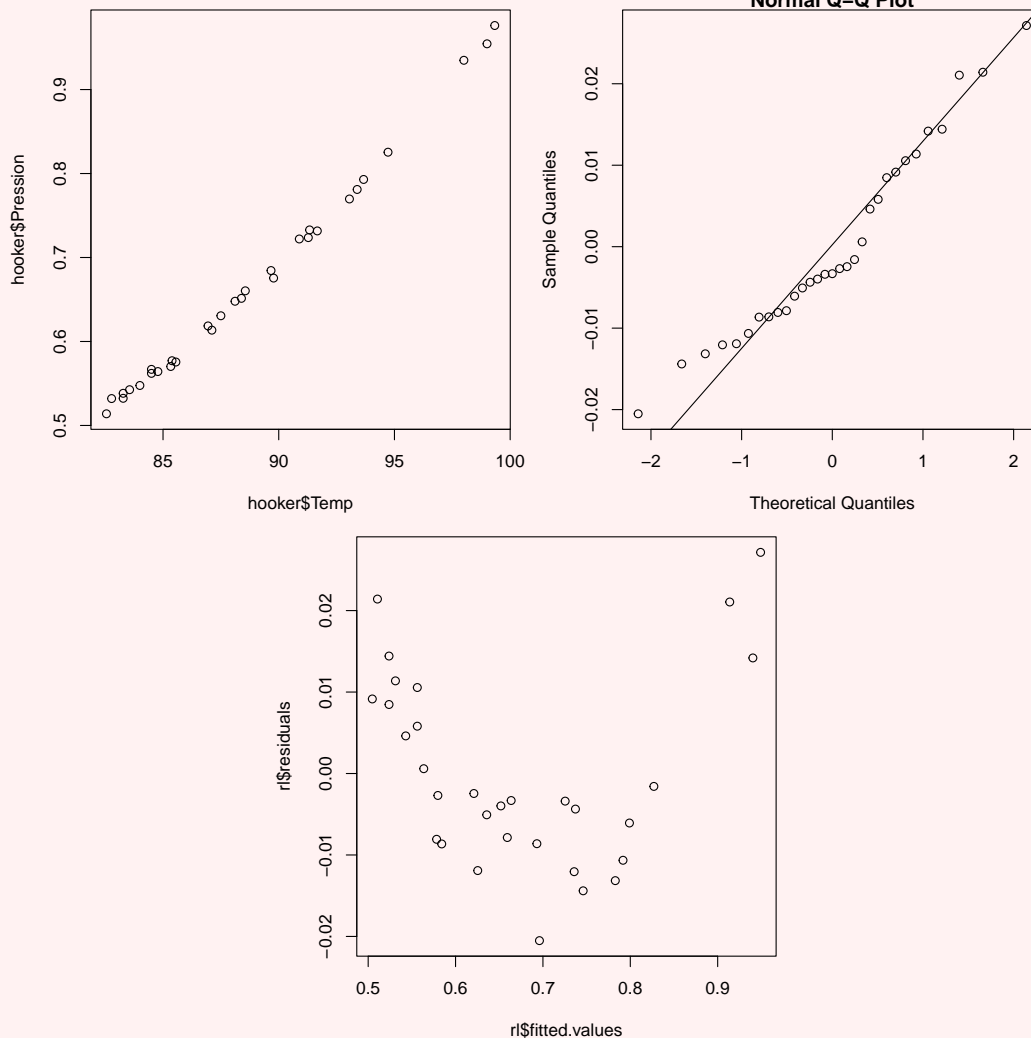 hooker$Pression
0.5 0.6 0.7 0.8 0.9
85 90 95 100
hooker$Temp
Normal Q−Q Plot
Sample Quantiles
−0.02 −0.01 0.00 0.01 0.02
−2 −1 0 1 2
Theoretical Quantiles
rl$residuals
−0.02 −0.01 0.00 0.01 0.02
0.5 0.6 0.7 0.8 0.9
rl$fitted.values